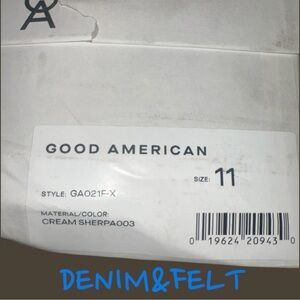 GOOD AMERICAN
SIZE: 11
STYLE: GA021F-X
MATERIAL/COLOR:
CREAM SHERPA003
0 19624 20943 0
DENIM&FELT